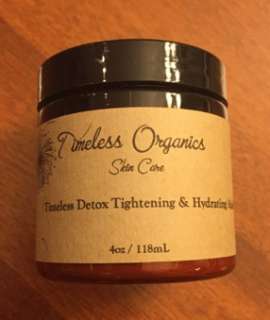 Timeless Organics
Skin Care
Timeless Detox Tightening & Hydrating
4oz / 118mL